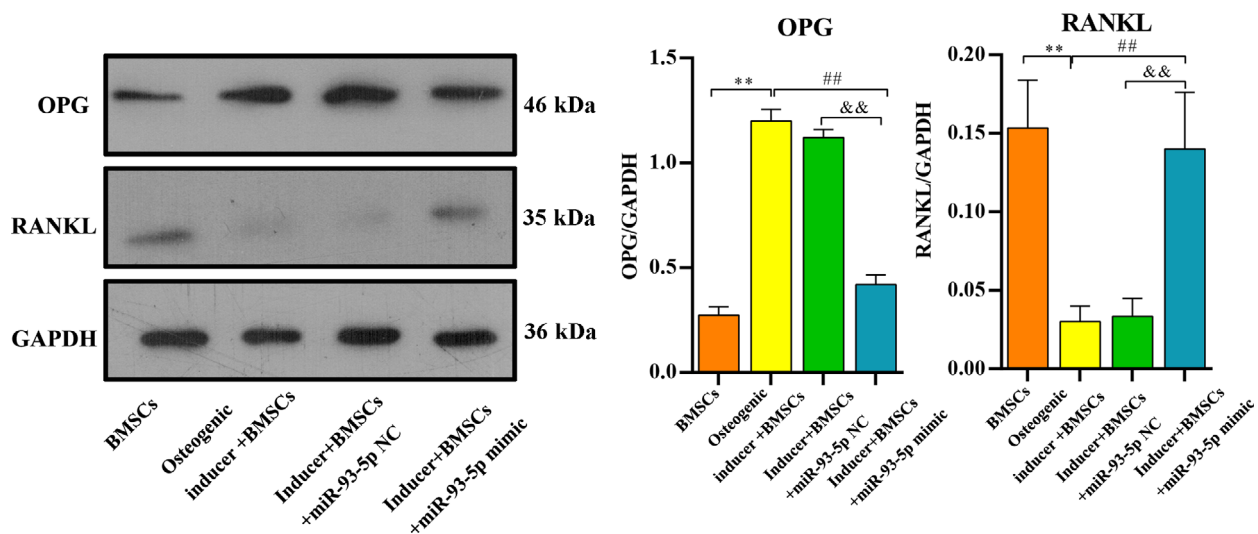 OPG
46 kDa
RANKL
35 kDa
GAPDH
36 kDa
BMSCs
Osteogenic
inducer +BMSCs
Inducer+BMSCs
+miR-93-5p NC
Inducer+BMSCs
+miR-93-5p mimic
OPG
OPG/GAPDH
1.5
1.0
0.5
0.0
**
##
&&
BMSCs
Osteogenic
inducer +BMSCs
Inducer+BMSCs
+miR-93-5p NC
Inducer+BMSCs
+miR-93-5p mimic
RANKL
RANKL/GAPDH
0.20
0.15
0.10
0.05
0.00
**
##
&&
BMSCs
Osteogenic
inducer +BMSCs
Inducer+BMSCs
+miR-93-5p NC
Inducer+BMSCs
+miR-93-5p mimic